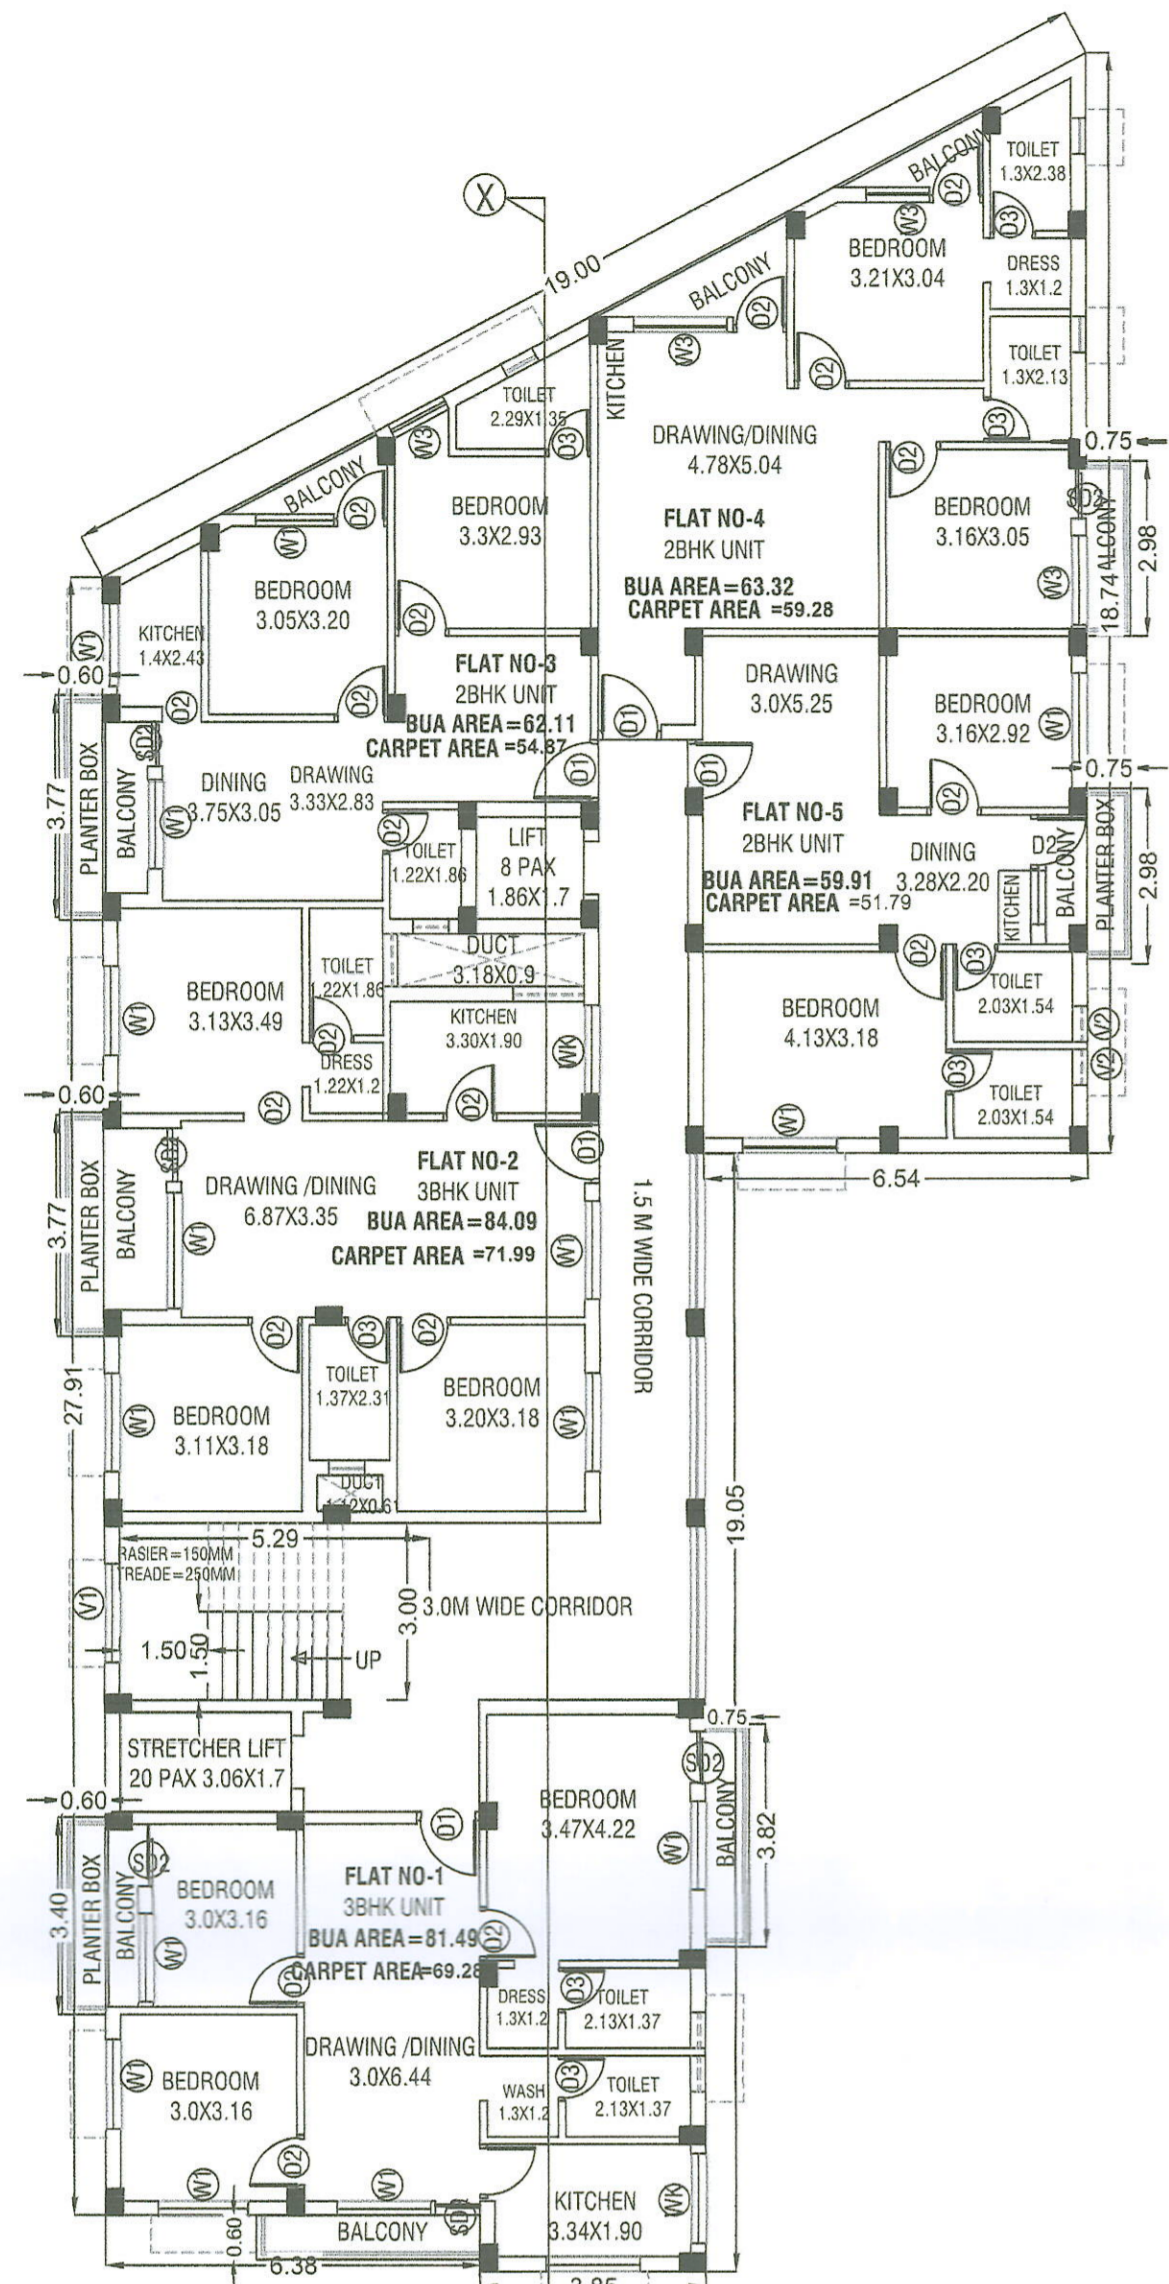 X
19.00
BALCONY
TOILET
1.3X2.38
D2
W3
D3
BEDROOM
3.21X3.04
DRESS
1.3X1.2
BALCONY
D2
W3
KITCHEN
TOILET
1.3X2.13
D2
D3
TOILET
2.29X1.35
W3
D3
DRAWING/DINING
4.78X5.04
0.75
BALCONY
D2
W1
BEDROOM
3.3X2.93
FLAT NO-4
2BHK UNIT
BUA AREA=63.32
CARPET AREA =59.28
D2
BEDROOM
3.16X3.05
SD2
W3
2.98
18.74
BEDROOM
3.05X3.20
D2
KITCHEN
1.4X2.43
W1
0.60
D2
D2
FLAT NO-3
2BHK UNIT
BUA AREA=62.11
CARPET AREA =54.87
D1
DRAWING
3.0X5.25
D1
BEDROOM
3.16X2.92
W1
0.75
D2
SD2
DINING
3.75X3.05
DRAWING
3.33X2.83
D1
3.77
PLANTER BOX
BALCONY
W1
D2
TOILET
1.22X1.86
LIFT
8 PAX
1.86X1.7
FLAT NO-5
2BHK UNIT
BUA AREA=59.91
CARPET AREA =51.79
DINING
3.28X2.20
D2
KITCHEN
BALCONY
PLANTER BOX
2.98
DUCT
3.18X0.9
BEDROOM
3.13X3.49
W1
TOILET
1.22X1.86
D2
DRESS
1.22X1.2
KITCHEN
3.30X1.90
WK
D2
D3
TOILET
2.03X1.54
V2
BEDROOM
4.13X3.18
V2
D3
TOILET
2.03X1.54
W1
6.54
0.60
D2
D2
D1
3.77
PLANTER BOX
BALCONY
W1
DRAWING /DINING
6.87X3.35
FLAT NO-2
3BHK UNIT
BUA AREA=84.09
CARPET AREA =71.99
W1
1.5 M WIDE CORRIDOR
D2
D3
D2
27.91
W1
BEDROOM
3.11X3.18
TOILET
1.37X2.31
BEDROOM
3.20X3.18
W1
DUCT
5.29
RASIER=150MM
TREADE=250MM
V1
3.00
3.0M WIDE CORRIDOR
19.05
1.50
1.50
UP
STRETCHER LIFT
20 PAX 3.06X1.7
0.75
SD2
0.60
D1
BEDROOM
3.47X4.22
W1
BALCONY
3.82
3.40
PLANTER BOX
BALCONY
SD2
BEDROOM
3.0X3.16
W1
D2
FLAT NO-1
3BHK UNIT
BUA AREA=81.49
CARPET AREA=69.28
D2
DRESS
1.3X1.2
D3
TOILET
2.13X1.37
DRAWING /DINING
3.0X6.44
W1
BEDROOM
3.0X3.16
WASH
1.3X1.2
D3
TOILET
2.13X1.37
D2
W1
W1
KITCHEN
3.34X1.90
WK
BALCONY
0.60
6.38